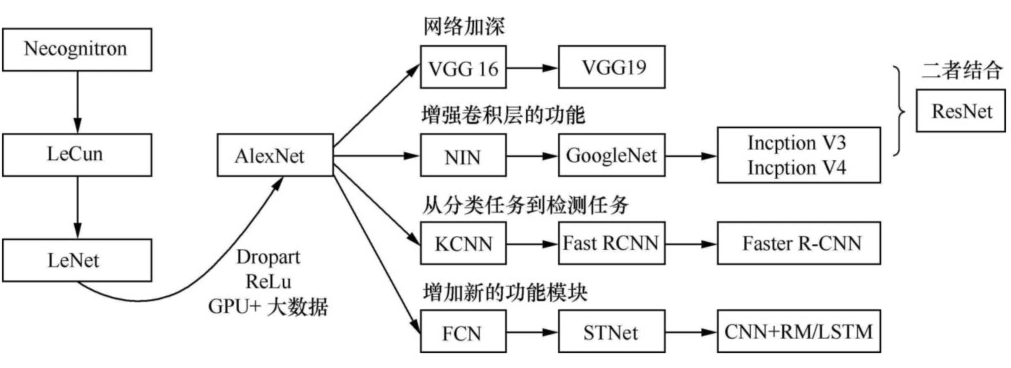 Necognitron
LeCun
LeNet
Dropart
ReLu
GPU+ 大数据
AlexNet
网络加深
VGG 16
VGG19
增强卷积层的功能
NIN
GoogleNet
Incption V3
Incption V4
二者结合
ResNet
从分类任务到检测任务
KCNN
Fast RCNN
Faster R-CNN
增加新的功能模块
FCN
STNet
CNN+RM/LSTM